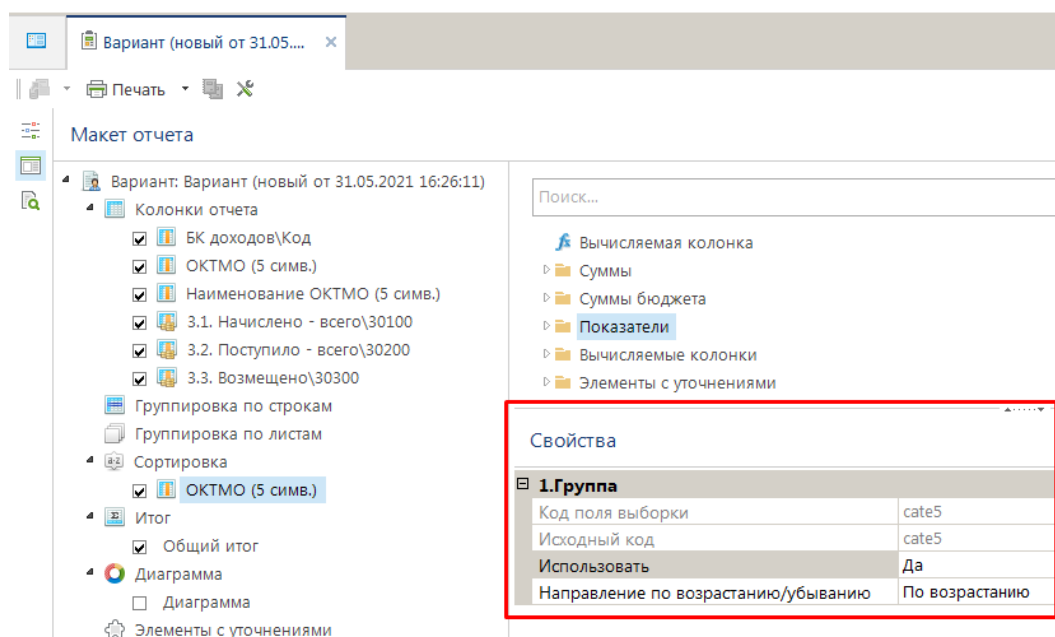 Вариант (новый от 31.05....
Печать
Макет отчета
Вариант: Вариант (новый от 31.05.2021 16:26:11)
Колонки отчета
БК доходов\Код
ОКТМО (5 симв.)
Наименование ОКТМО (5 симв.)
3.1. Начислено - всего\30100
3.2. Поступило - всего\30200
3.3. Возмещено\30300
Группировка по строкам
Группировка по листам
Сортировка
ОКТМО (5 симв.)
Итог
Общий итог
Диаграмма
Диаграмма
Элементы с уточнениями
Поиск...
Вычисляемая колонка
Суммы
Суммы бюджета
Показатели
Вычисляемые колонки
Элементы с уточнениями
Свойства
1.Группа
Код поля выборки cate5
Исходный код cate5
Использовать Да
Направление по возрастанию/убыванию По возрастанию